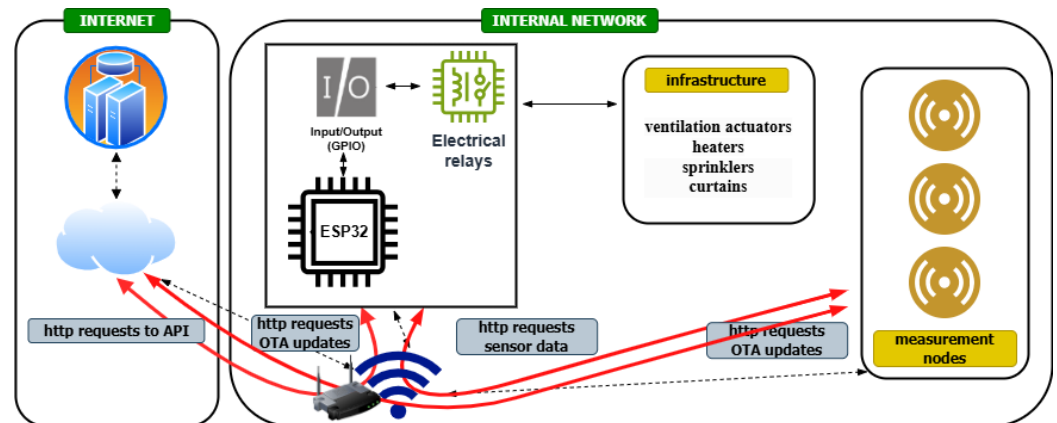 INTERNET
INTERNAL NETWORK
I/O
Input/Output
(GPIO)
Electrical
relays
ESP32
infrastructure
ventilation actuators
heaters
sprinklers
curtains
http requests to API
http requests
OTA updates
http requests
sensor data
http requests
OTA updates
measurement
nodes